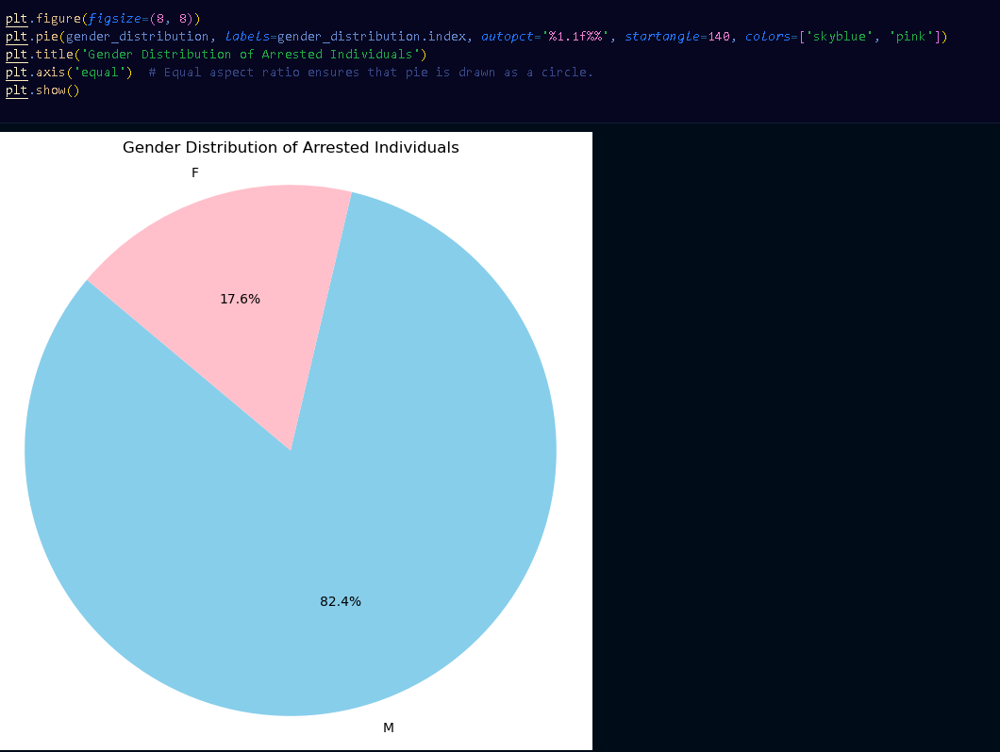 plt.figure(figsize=(8, 8))
plt.pie(gender_distribution, labels=gender_distribution.index, autopct='%1.1f%%', startangle=140, colors=['skyblue', 'pink'])
plt.title('Gender Distribution of Arrested Individuals')
plt.axis('equal')  # Equal aspect ratio ensures that pie is drawn as a circle.
plt.show()
Gender Distribution of Arrested Individuals
F
17.6%
82.4%
M